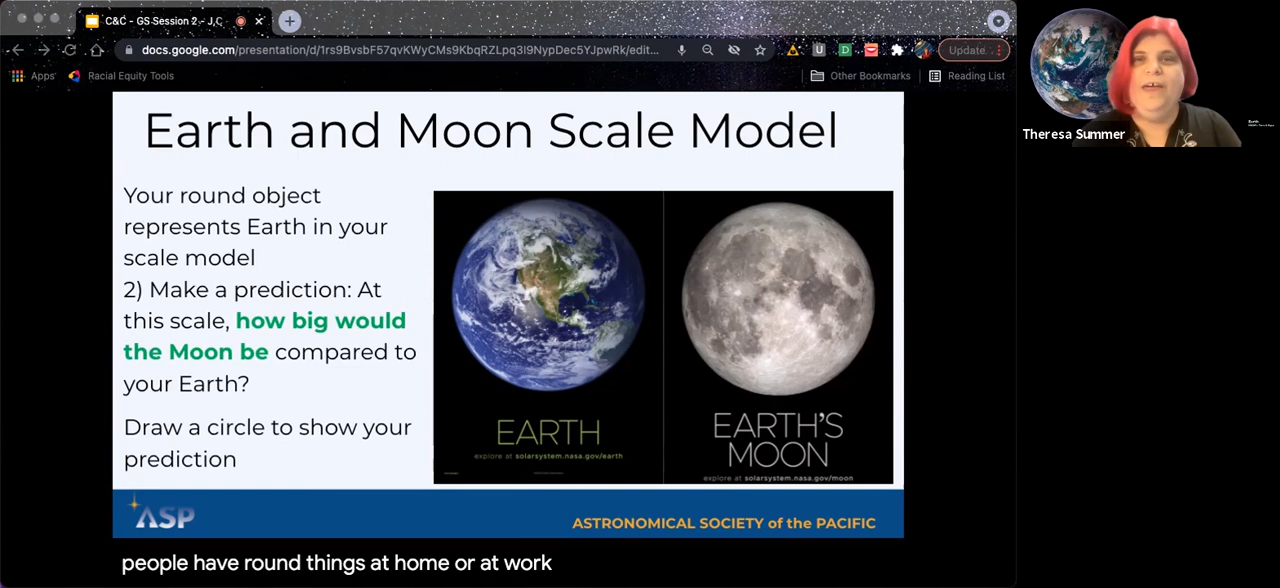 C&C - GS Session 2 - J,C
docs.google.com/presentation/d/1rs9BvsbF57qvKWyCMs9KbqRZLpq3l9NypDec5YJpwRk/edit...
U
D
Update
Apps
Racial Equity Tools
Other Bookmarks
Reading List
Earth and Moon Scale Model
Your round object
represents Earth in your
scale model
2) Make a prediction: At
this scale, how big would
the Moon be compared to
your Earth?
Draw a circle to show your
prediction
EARTH
explore at solarsystem.nasa.gov/earth
EARTH'S
MOON
explore at solarsystem.nasa.gov/moon
ASP
ASTRONOMICAL SOCIETY of the PACIFIC
people have round things at home or at work
Theresa Summer
Earth